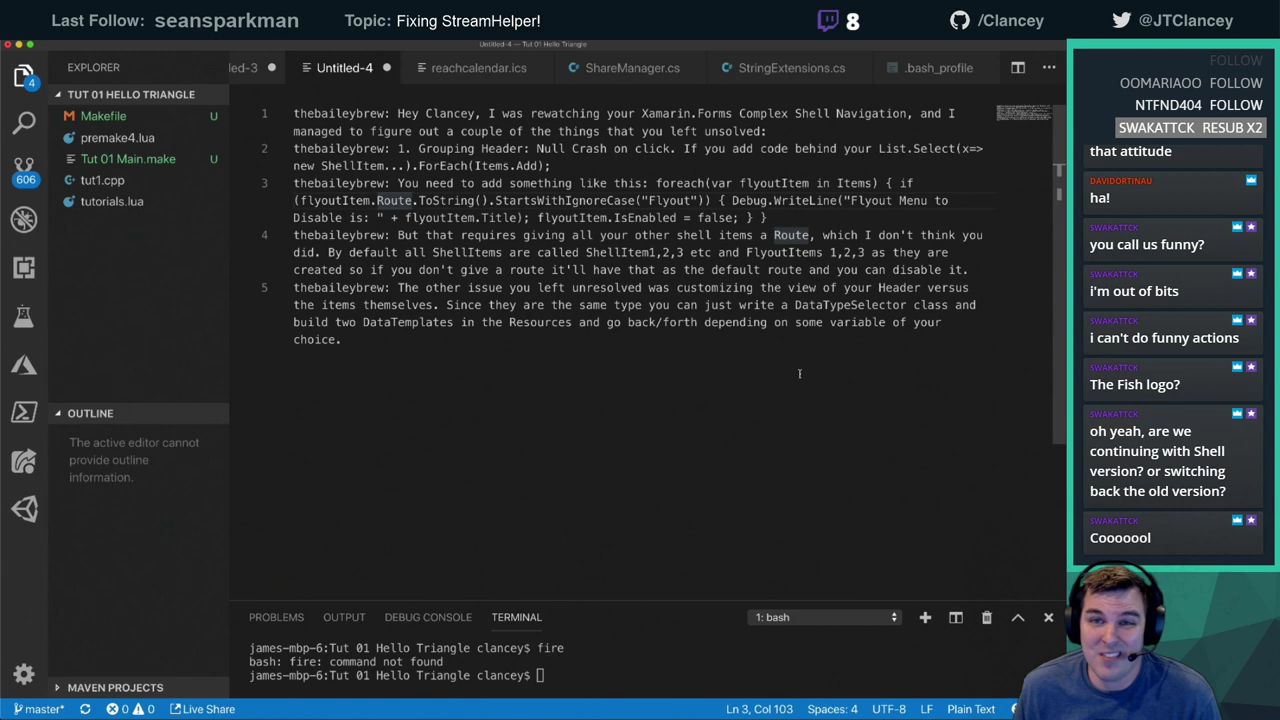 Last Follow: seansparkman
Topic: Fixing StreamHelper!
8
/Clancey
@JTClancey
Untitled-4 — Tut 01 Hello Triangle
EXPLORER
led-3
Untitled-4
reachcalendar.ics
ShareManager.cs
StringExtensions.cs
.bash_profile
4
TUT 01 HELLO TRIANGLE
Makefile U
premake4.lua
Tut 01 Main.make U
tut1.cpp
tutorials.lua
606
1 thebaileybrew: Hey Clancey, I was rewatching your Xamarin.Forms Complex Shell Navigation, and I
managed to figure out a couple of the things that you left unsolved:
2 thebaileybrew: 1. Grouping Header: Null Crash on click. If you add code behind your List.Select(x=>
new ShellItem...).ForEach(Items.Add);
3 thebaileybrew: You need to add something like this: foreach(var flyoutItem in Items) { if
(flyoutItem.Route.ToString().StartsWithIgnoreCase("Flyout")) { Debug.WriteLine("Flyout Menu to
Disable is: " + flyoutItem.Title); flyoutItem.IsEnabled = false; } }
4 thebaileybrew: But that requires giving all your other shell items a Route, which I don't think you
did. By default all ShellItems are called ShellItem1,2,3 etc and FlyoutItems 1,2,3 as they are
created so if you don't give a route it'll have that as the default route and you can disable it.
5 thebaileybrew: The other issue you left unresolved was customizing the view of your Header versus
the items themselves. Since they are the same type you can just write a DataTypeSelector class and
build two DataTemplates in the Resources and go back/forth depending on some variable of your
choice.
OUTLINE
The active editor cannot
provide outline
information.
MAVEN PROJECTS
PROBLEMS OUTPUT DEBUG CONSOLE TERMINAL
1: bash
james-mbp-6:Tut 01 Hello Triangle clancey$ fire
bash: fire: command not found
james-mbp-6:Tut 01 Hello Triangle clancey$
master* 0 0 Live Share
Ln 3, Col 103 Spaces: 4 UTF-8 LF Plain Text
FOLLOW
OOMARIAOO FOLLOW
NTFND404 FOLLOW
SWAKATTCK RESUB X2
that attitude
DAVIDORTINAU
ha!
SWAKATTCK
you call us funny?
SWAKATTCK
i'm out of bits
SWAKATTCK
i can't do funny actions
SWAKATTCK
The Fish logo?
SWAKATTCK
oh yeah, are we
continuing with Shell
version? or switching
back the old version?
SWAKATTCK
Cooooool